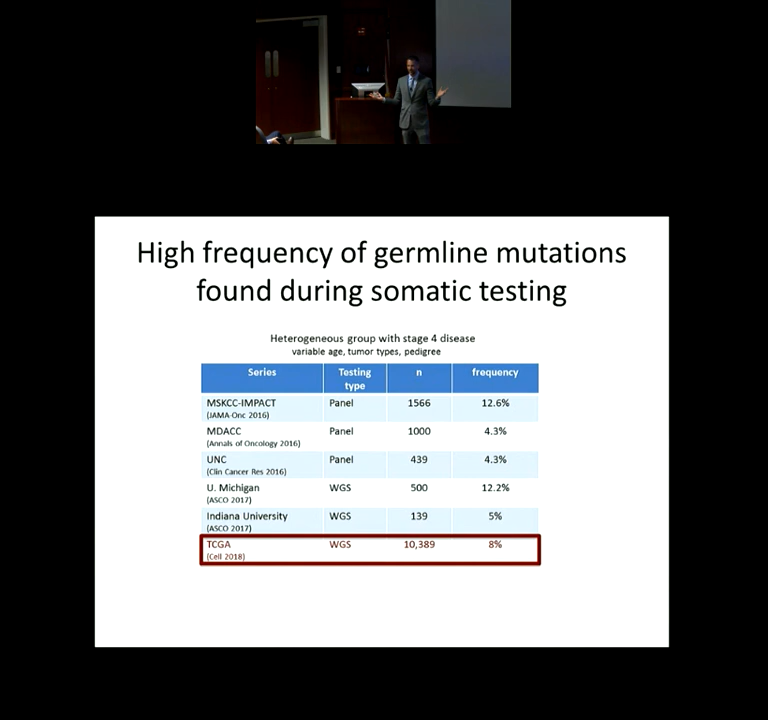 High frequency of germline mutations
found during somatic testing
Heterogeneous group with stage 4 disease
variable age, tumor types, pedigree
Series Testing type n frequency
MSKCC-IMPACT Panel 1566 12.6%
(JAMA Onc 2016)
MDACC Panel 1000 4.3%
(Annals of Oncology 2016)
UNC Panel 439 4.3%
(Clin Cancer Res 2016)
U. Michigan WGS 500 12.2%
(ASCO 2017)
Indiana University WGS 139 5%
(ASCO 2017)
TCGA WGS 10,389 8%
(Cell 2018)